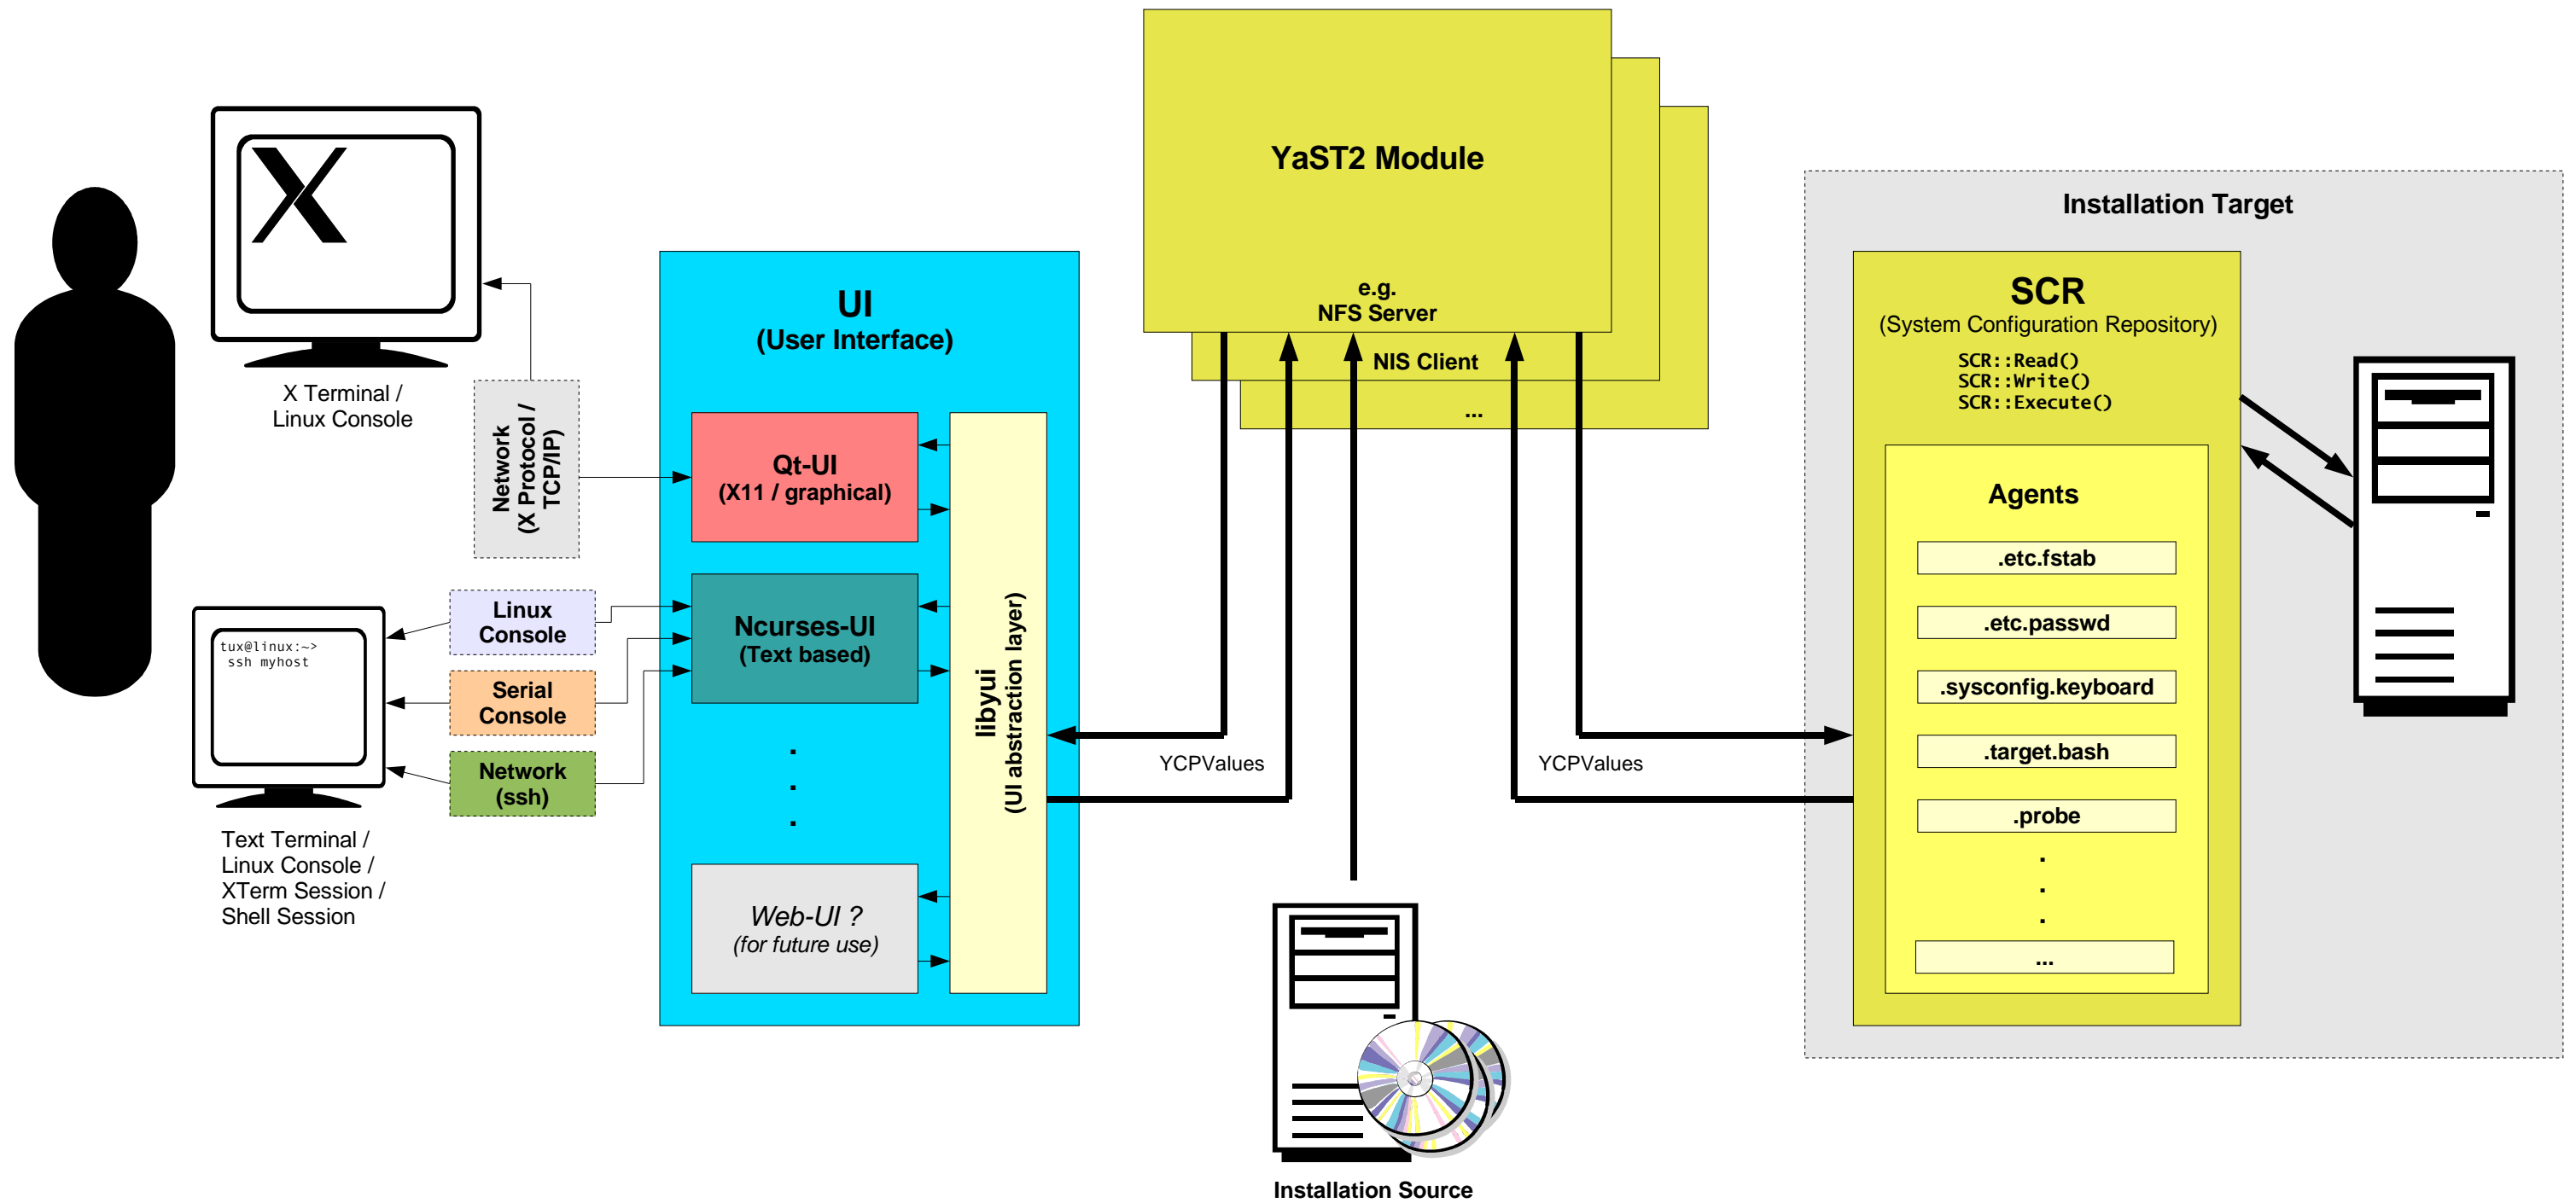 YaST2 Module
e.g.
NFS Server
NIS Client
...
X Terminal /
Linux Console
Network
(X Protocol /
TCP/IP)
tux@linux:~>
ssh myhost
Text Terminal /
Linux Console /
XTerm Session /
Shell Session
Linux
Console
Serial
Console
Network
(ssh)
UI
(User Interface)
Qt-UI
(X11 / graphical)
Ncurses-UI
(Text based)
.
.
.
Web-UI ?
(for future use)
libyui
(UI abstraction layer)
YCPValues
YCPValues
Installation Source
Installation Target
SCR
(System Configuration Repository)
SCR::Read()
SCR::Write()
SCR::Execute()
Agents
.etc.fstab
.etc.passwd
.sysconfig.keyboard
.target.bash
.probe
.
.
.
...